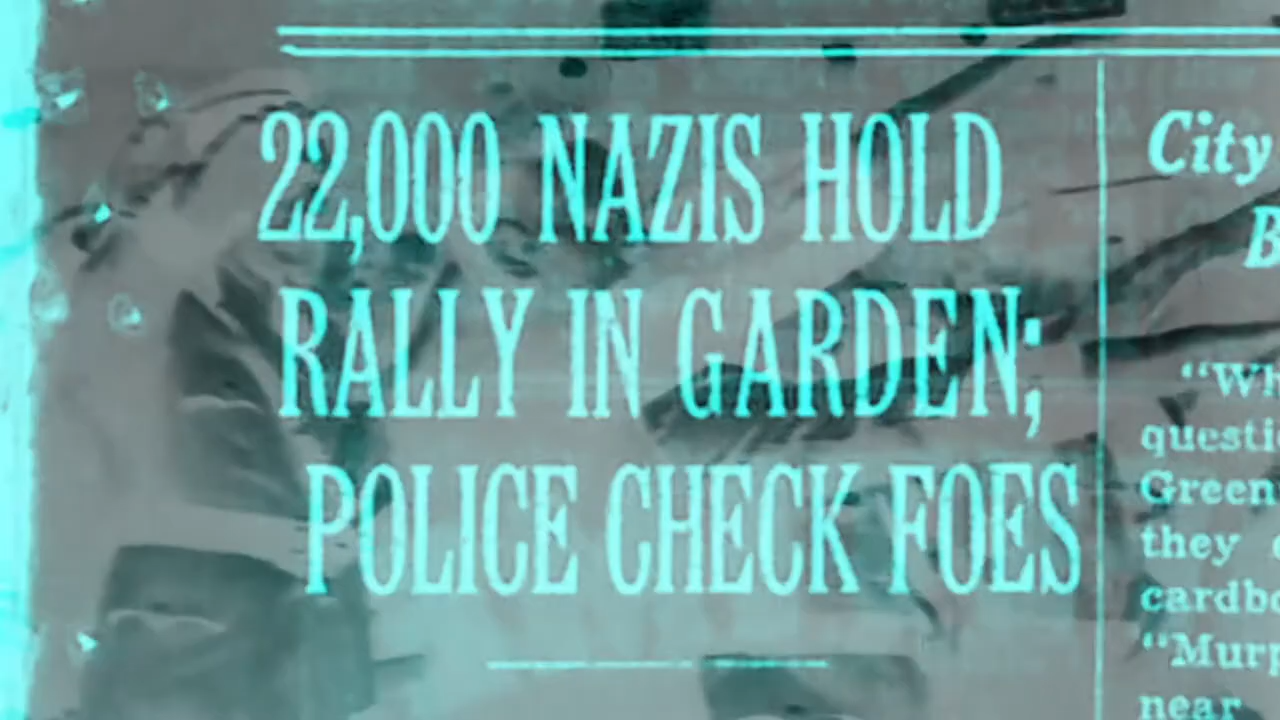 22,000 NAZIS HOLD
RALLY IN GARDEN;
POLICE CHECK FOES
City
B
"Wh
questi
Green
they
cardbo
"Murp
near